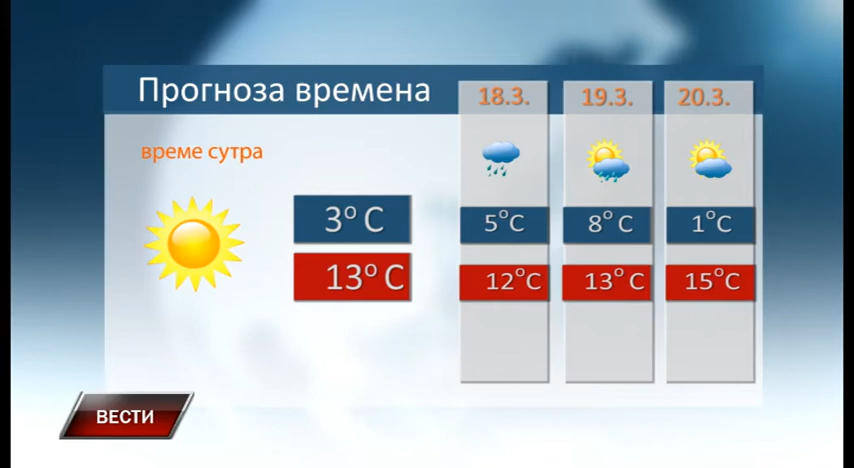 Прогноза времена
време сутра
3° C
13° C
18.3.
19.3.
20.3.
5°C
8° C
1°C
12°C
13° C
15°C
ВЕСТИ